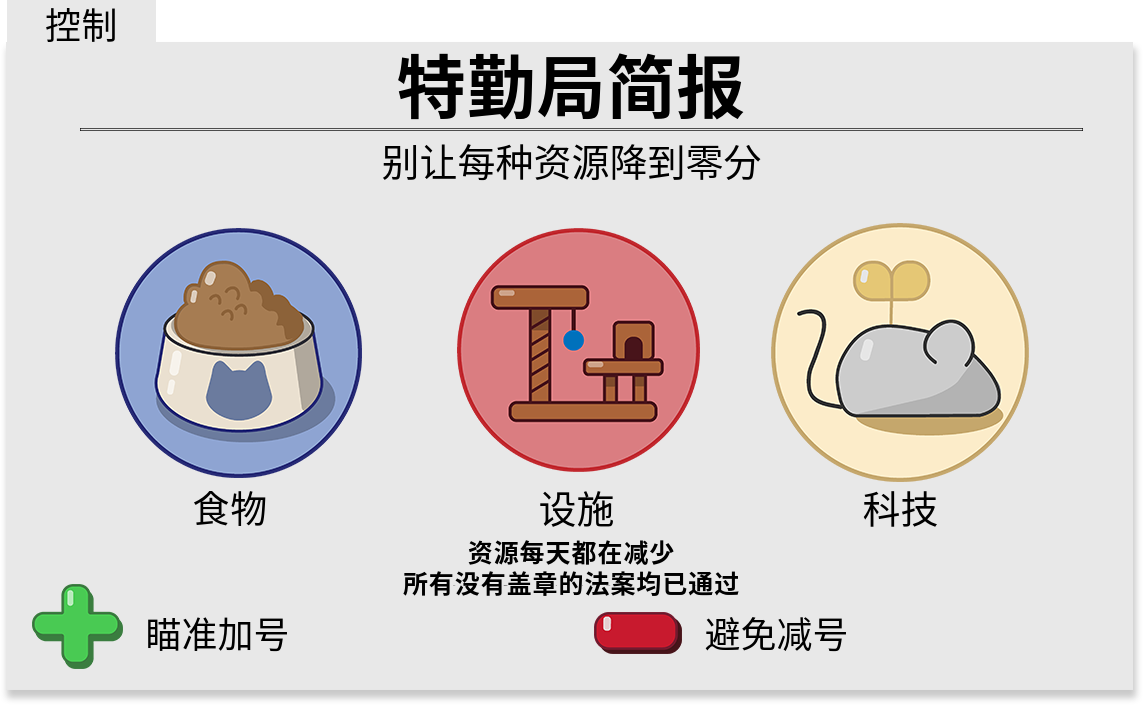 控制
特勤局简报
别让每种资源降到零分
食物
设施
科技
资源每天都在减少
所有没有盖章的法案均已通过
瞄准加号
避免减号